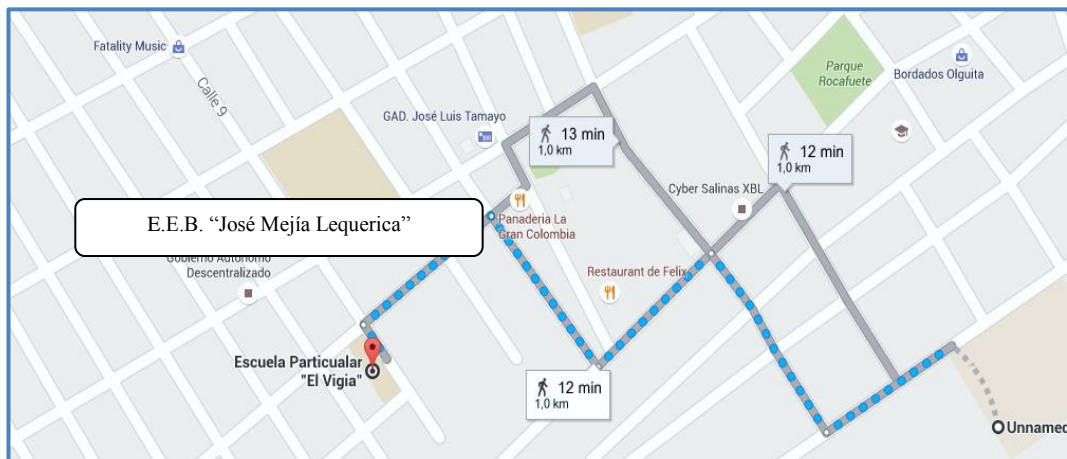 Fatality Music
Calle 9
GAD. José Luis Tamayo
13 min
1,0 km
Parque
Rocafuete
Bordados Olguita
12 min
1,0 km
Cyber Salinas XBL
E.E.B. “José Mejía Lequerica”
Panaderia La
Gran Colombia
Gobierno Autónomo
Descentralizado
Restaurant de Felix
Escuela Particualar
"El Vigia"
12 min
1,0 km
Unnamed